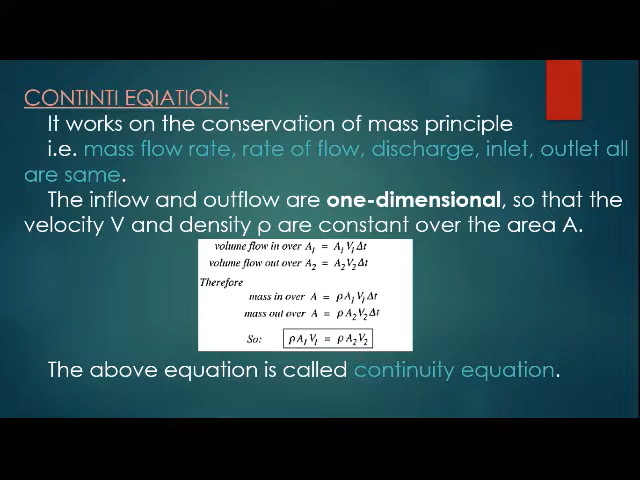 CONTINTI EQIATION:
It works on the conservation of mass principle
i.e. mass flow rate, rate of flow, discharge, inlet, outlet all
are same.
The inflow and outflow are one-dimensional, so that the
velocity V and density ρ are constant over the area A.
volume flow in over A₁ = A₁ V₁ Δt
volume flow out over A₂ = A₂ V₂ Δt
Therefore
mass in over A = ρ A₁ V₁ Δt
mass out over A = ρ A₂ V₂ Δt
So: ρ A₁ V₁ = ρ A₂ V₂
The above equation is called continuity equation.